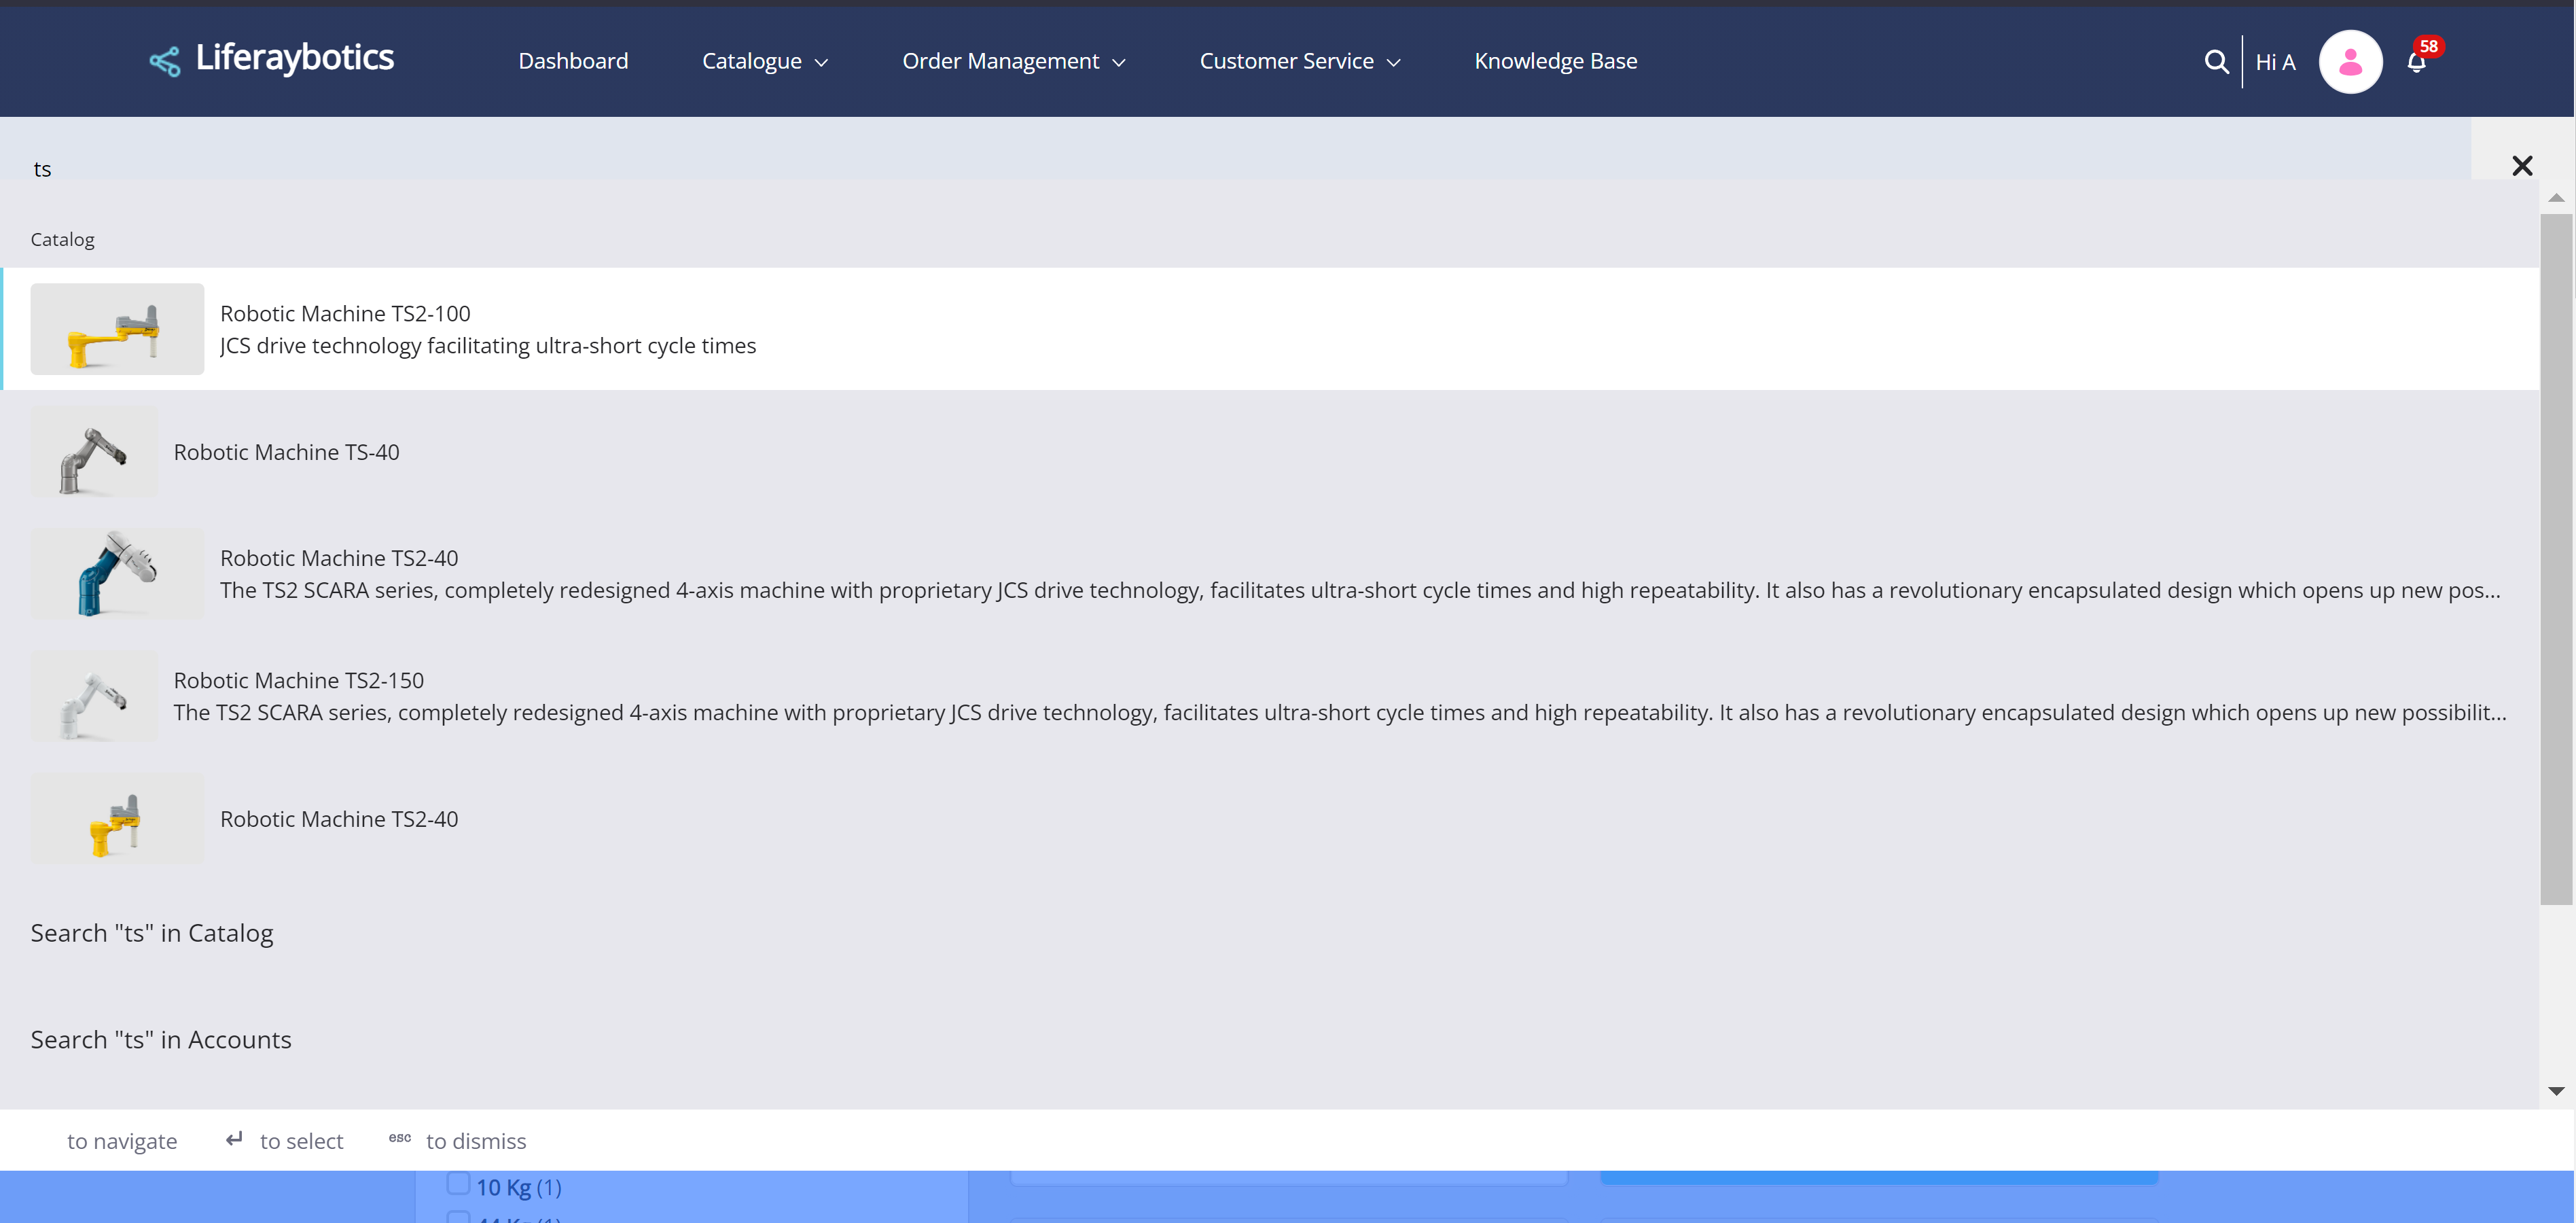 Liferaybotics
Dashboard
Catalogue
Order Management
Customer Service
Knowledge Base
Hi A
58
ts
Catalog
Robotic Machine TS2-100
JCS drive technology facilitating ultra-short cycle times
Robotic Machine TS-40
Robotic Machine TS2-40
The TS2 SCARA series, completely redesigned 4-axis machine with proprietary JCS drive technology, facilitates ultra-short cycle times and high repeatability. It also has a revolutionary encapsulated design which opens up new pos...
Robotic Machine TS2-150
The TS2 SCARA series, completely redesigned 4-axis machine with proprietary JCS drive technology, facilitates ultra-short cycle times and high repeatability. It also has a revolutionary encapsulated design which opens up new possibilit...
Robotic Machine TS2-40
Search "ts" in Catalog
Search "ts" in Accounts
to navigate
to select
esc to dismiss
10 Kg (1)